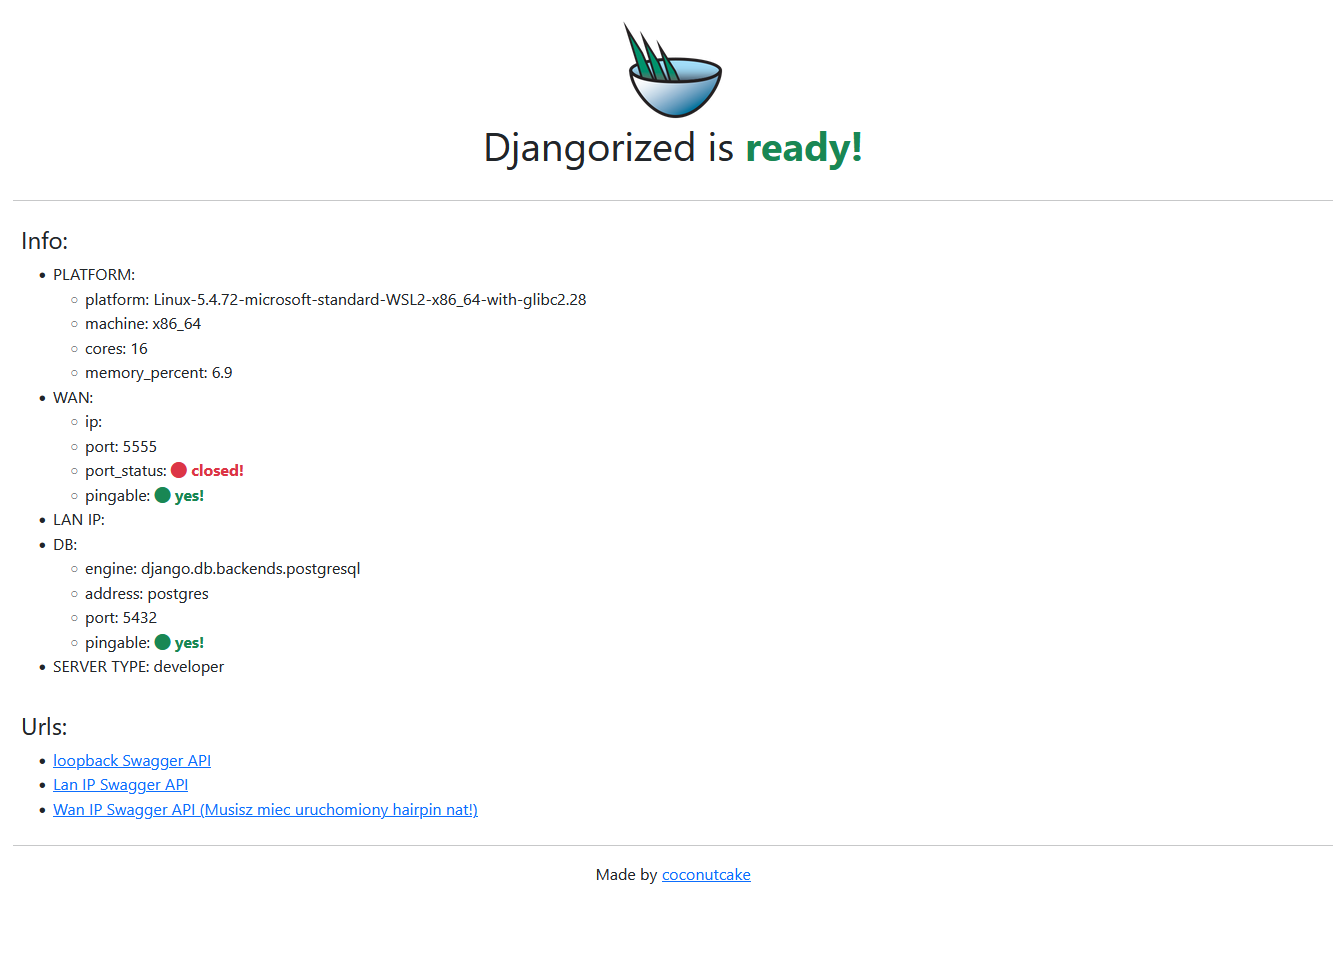 Djangorized is ready!
Info:
PLATFORM:
platform: Linux-5.4.72-microsoft-standard-WSL2-x86_64-with-glibc2.28
machine: x86_64
cores: 16
memory_percent: 6.9
WAN:
ip:
port: 5555
port_status: closed!
pingable: yes!
LAN IP:
DB:
engine: django.db.backends.postgresql
address: postgres
port: 5432
pingable: yes!
SERVER TYPE: developer
Urls:
loopback Swagger API
Lan IP Swagger API
Wan IP Swagger API (Musisz miec uruchomiony hairpin nat!)
Made by coconutcake